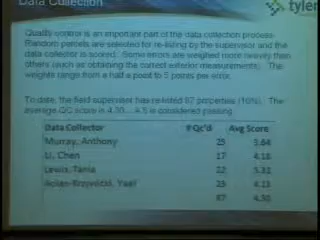 Data Collection
tyler
Quality control is an important part of the data collection process.
Random parcels are selected for re-listing by the supervisor and the
data collector is scored. Some errors are weighed more heavily than
others (such as obtaining the correct exterior measurements). The
weights range from a half a point to 5 points per error.
To date, the field supervisor has re-listed 87 properties (10%). The
average QC score is 4.30. 4.5 is considered passing
Data Collector # Qc'd Avg Score
Murray, Anthony 25 3.64
Li, Chen 17 4.18
Lewis, Tania 22 5.32
Yael 23 4.13
87 4.30